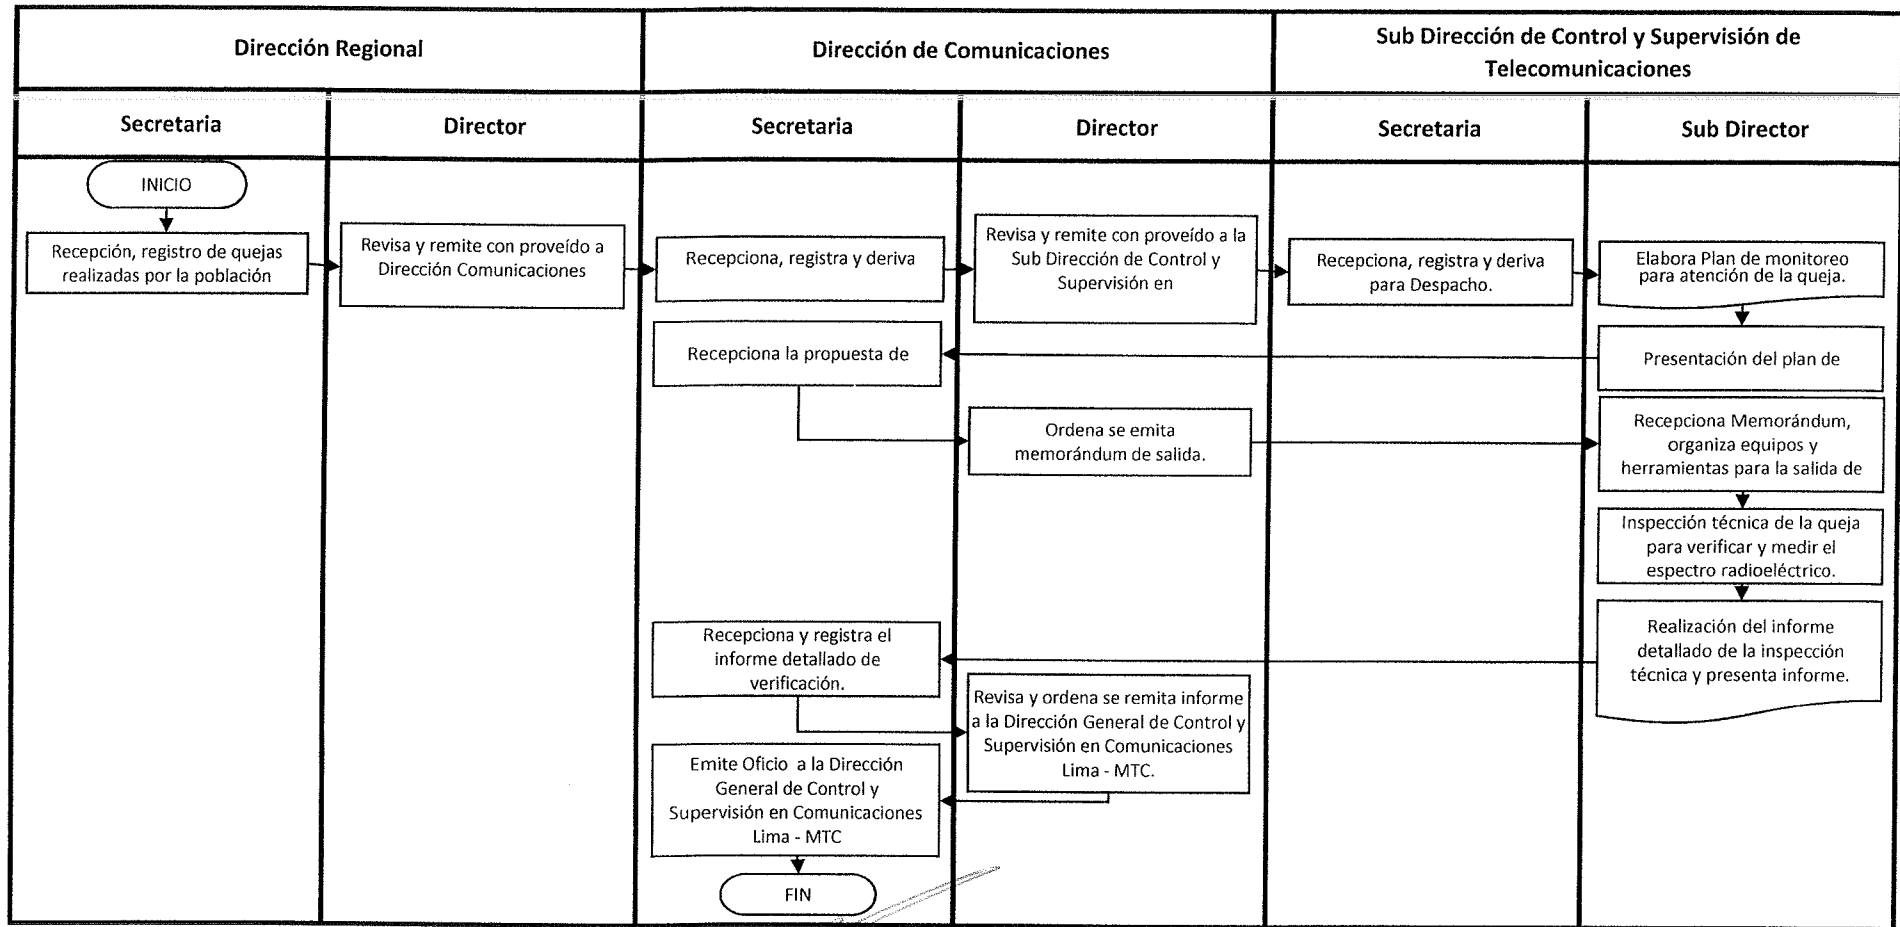 Dirección Regional
Dirección de Comunicaciones
Sub Dirección de Control y Supervisión de
Telecomunicaciones
Secretaria
Director
Secretaria
Director
Secretaria
Sub Director
INICIO
Recepción, registro de quejas
realizadas por la población
Revisa y remite con proveído a
Dirección Comunicaciones
Recepciona, registra y deriva
Revisa y remite con proveído a la
Sub Dirección de Control y
Supervisión en
Recepciona, registra y deriva
para Despacho.
Elabora Plan de monitoreo
para atención de la queja.
Recepciona la propuesta de
Presentación del plan de
Ordena se emita
memorándum de salida.
Recepciona Memorándum,
organiza equipos y
herramientas para la salida de
Inspección técnica de la queja
para verificar y medir el
espectro radioeléctrico.
Recepciona y registra el
informe detallado de
verificación.
Realización del informe
detallado de la inspección
técnica y presenta informe.
Revisa y ordena se remita informe
a la Dirección General de Control y
Supervisión en Comunicaciones
Lima - MTC.
Emite Oficio a la Dirección
General de Control y
Supervisión en Comunicaciones
Lima - MTC
FIN